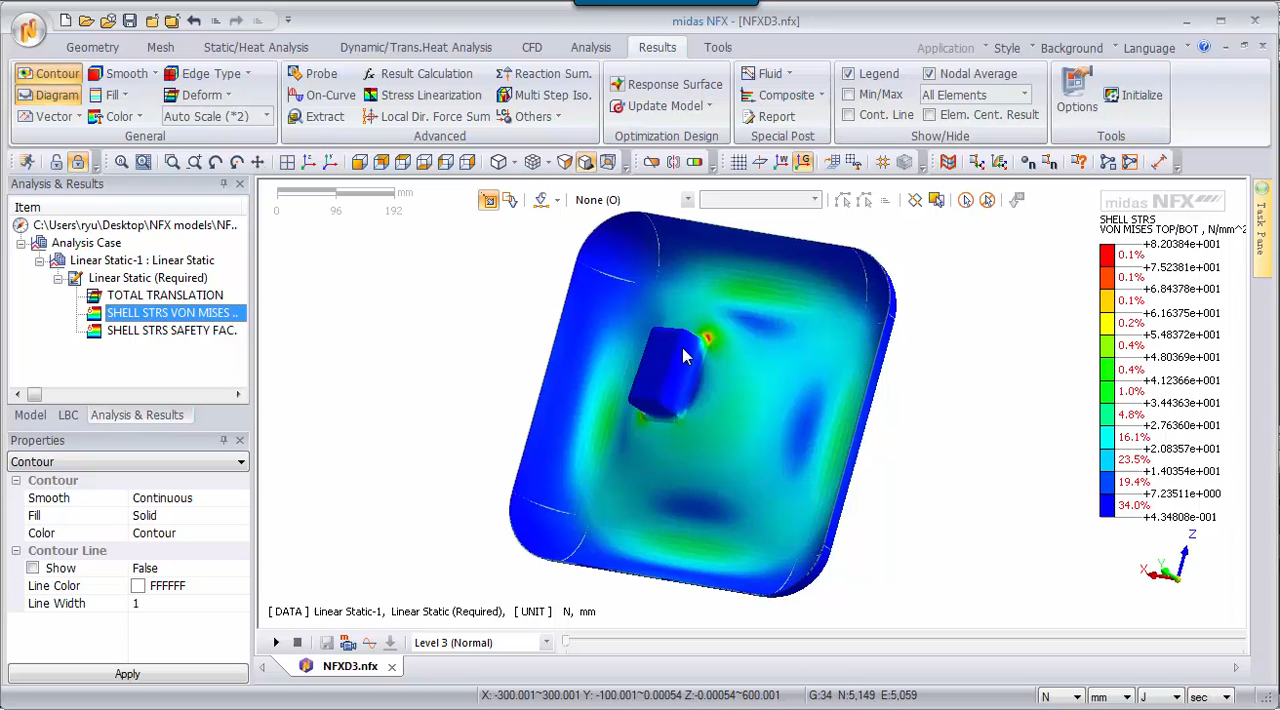 midas NFX - [NFXD3.nfx]
Geometry Mesh Static/Heat Analysis Dynamic/Trans.Heat Analysis CFD Analysis Results Tools Application Style Background Language
Contour Smooth Edge Type Probe Result Calculation Reaction Sum. Response Surface Fluid Legend Nodal Average
Diagram Fill Deform On-Curve Stress Linearization Multi Step Iso. Update Model Composite Min/Max All Elements Options Initialize
Vector Color Auto Scale (*2) Extract Local Dir. Force Sum Others Report Cont. Line Elem. Cent. Result
General Advanced Optimization Design Special Post Show/Hide Tools
Analysis & Results
Item
C:\Users\ryu\Desktop\NFX models\NF..
Analysis Case
Linear Static-1 : Linear Static
Linear Static (Required)
TOTAL TRANSLATION
SHELL STRS VON MISES ..
SHELL STRS SAFETY FAC.
Model LBC Analysis & Results
Properties
Contour
Contour
Smooth Continuous
Fill Solid
Color Contour
Contour Line
Show False
Line Color FFFFFF
Line Width 1
Apply
mm
0 96 192
None (O)
midas NFX
SHELL STRS
VON MISES TOP/BOT , N/mm^2
+8.20384e+001
0.1%
+7.52381e+001
0.1%
+6.84378e+001
0.1%
+6.16375e+001
0.2%
+5.48372e+001
0.4%
+4.80369e+001
0.4%
+4.12366e+001
1.0%
+3.44363e+001
4.8%
+2.76360e+001
16.1%
+2.08357e+001
23.5%
+1.40354e+001
19.4%
+7.23511e+000
34.0%
+4.34808e-001
Z
Y
X
[ DATA ] Linear Static-1, Linear Static (Required), [ UNIT ] N, mm
Level 3 (Normal)
NFXD3.nfx
X: -300.001~300.001 Y: -100.001~0.00054 Z:-0.00054~600.001 G:34 N:5,149 E:5,059 N mm J sec
Task Pane